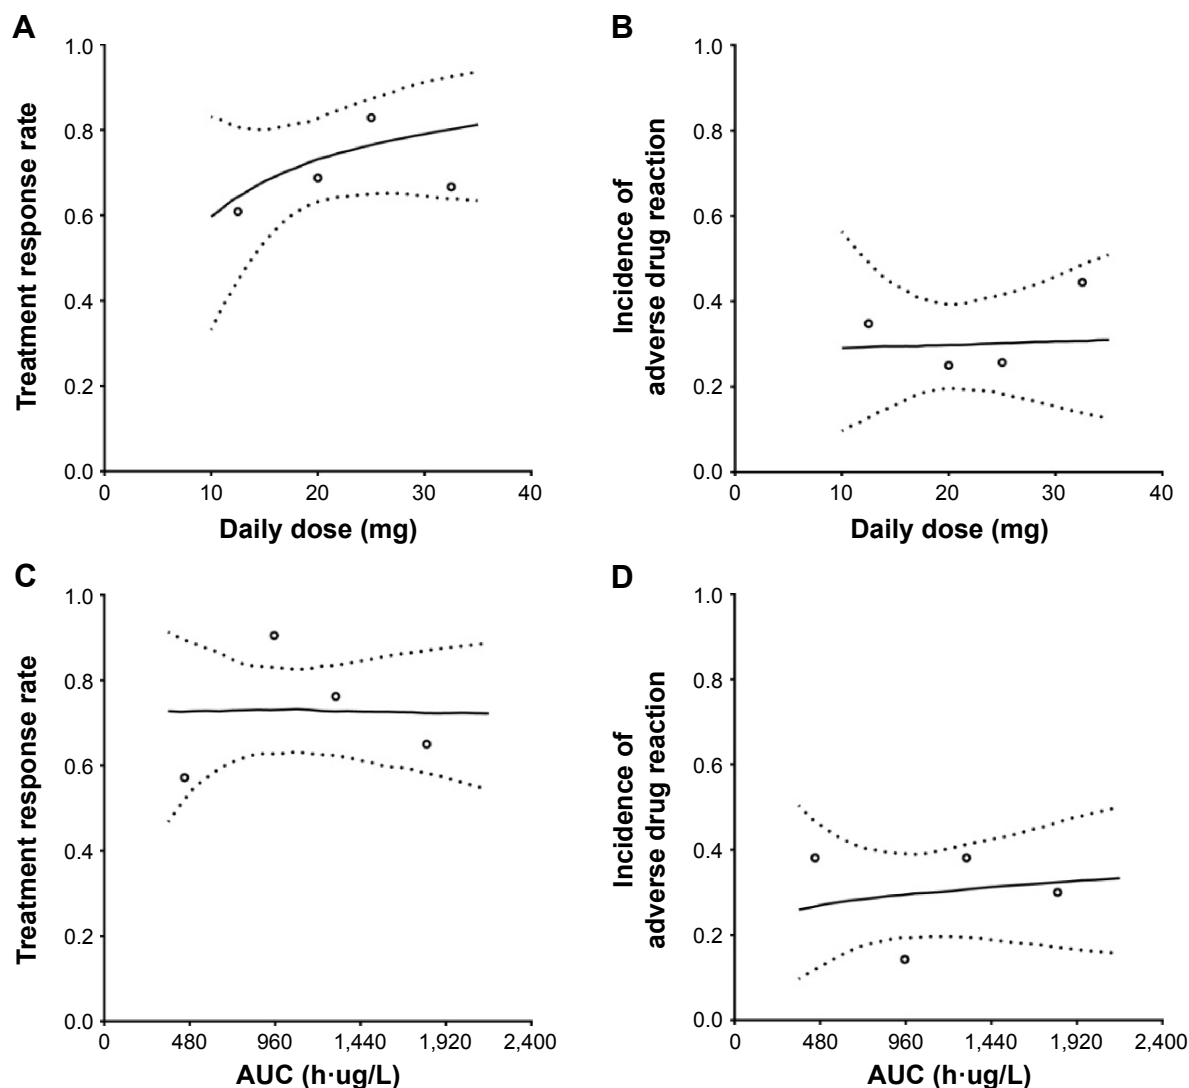 A
Treatment response rate
1.0
0.8
0.6
0.4
0.2
0.0
0 10 20 30 40
Daily dose (mg)
B
Incidence of
adverse drug reaction
1.0
0.8
0.6
0.4
0.2
0.0
0 10 20 30 40
Daily dose (mg)
C
Treatment response rate
1.0
0.8
0.6
0.4
0.2
0.0
0 480 960 1,440 1,920 2,400
AUC (h·ug/L)
D
Incidence of
adverse drug reaction
1.0
0.8
0.6
0.4
0.2
0.0
0 480 960 1,440 1,920 2,400
AUC (h·ug/L)